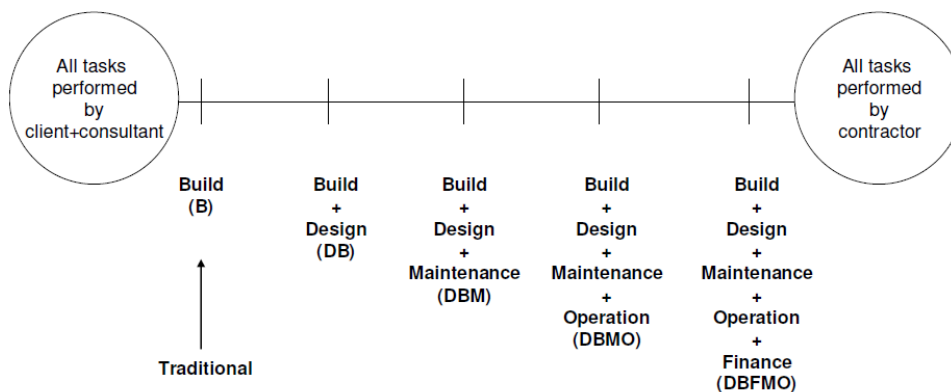 All tasks
performed
by
client+consultant
All tasks
performed
by
contractor
Build
(B)
Build
+
Design
(DB)
Build
+
Design
+
Maintenance
(DBM)
Build
+
Design
+
Maintenance
+
Operation
(DBMO)
Build
+
Design
+
Maintenance
+
Operation
+
Finance
(DBFMO)
Traditional